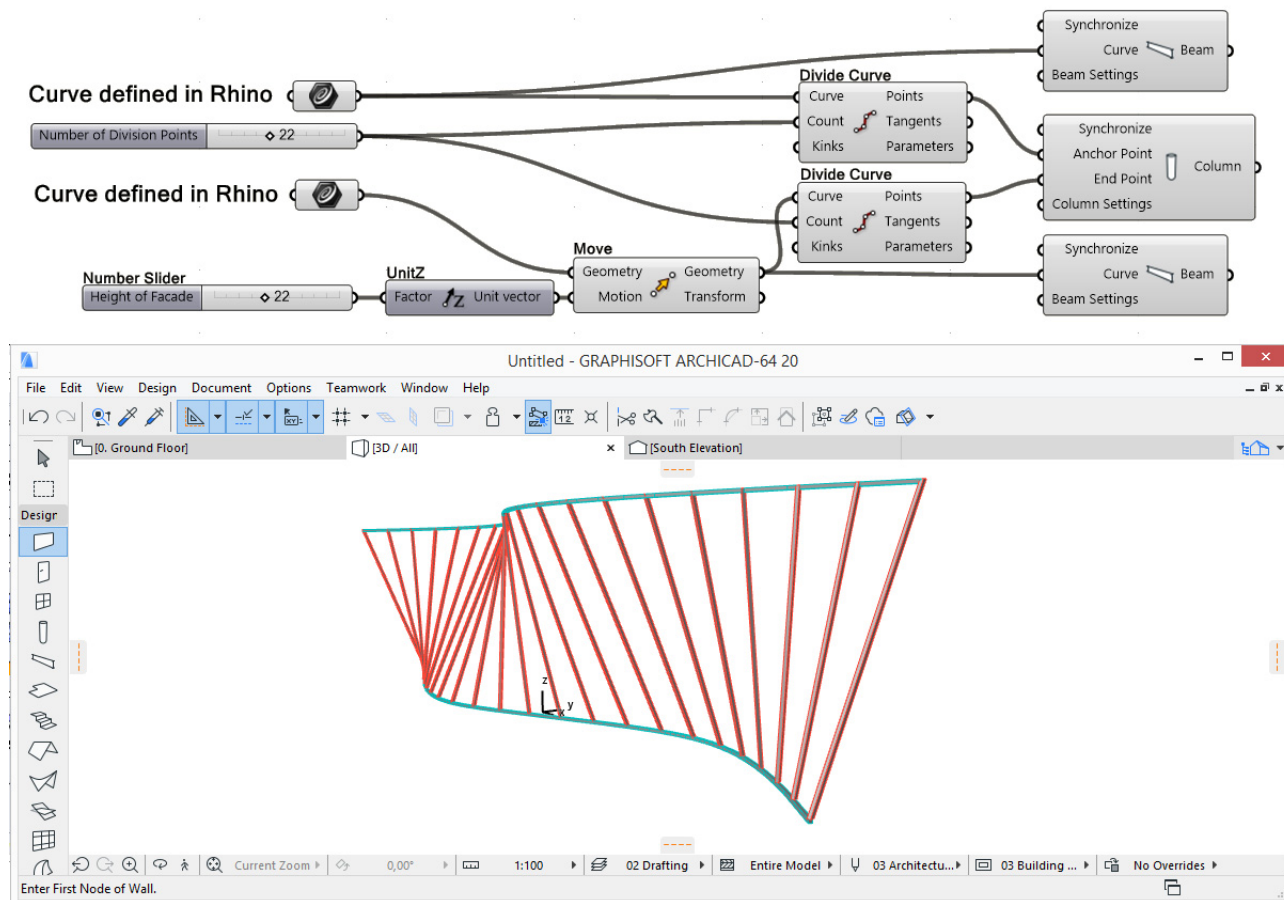 Synchronize
Curve Beam
Beam Settings
Curve defined in Rhino
Number of Division Points 22
Divide Curve
Curve Points
Count Tangents
Kinks Parameters
Synchronize
Anchor Point
End Point Column
Column Settings
Curve defined in Rhino
Divide Curve
Curve Points
Count Tangents
Kinks Parameters
Number Slider
Height of Facade 22
UnitZ
Factor Z Unit vector
Move
Geometry Geometry
Motion Transform
Synchronize
Curve Beam
Beam Settings
Untitled - GRAPHISOFT ARCHICAD-64 20
File Edit View Design Document Options Teamwork Window Help
[0. Ground Floor] [3D / All] [South Elevation]
Design
z
y
x
Current Zoom 0,00° 1:100 02 Drafting Entire Model 03 Architectu... 03 Building ... No Overrides
Enter First Node of Wall.